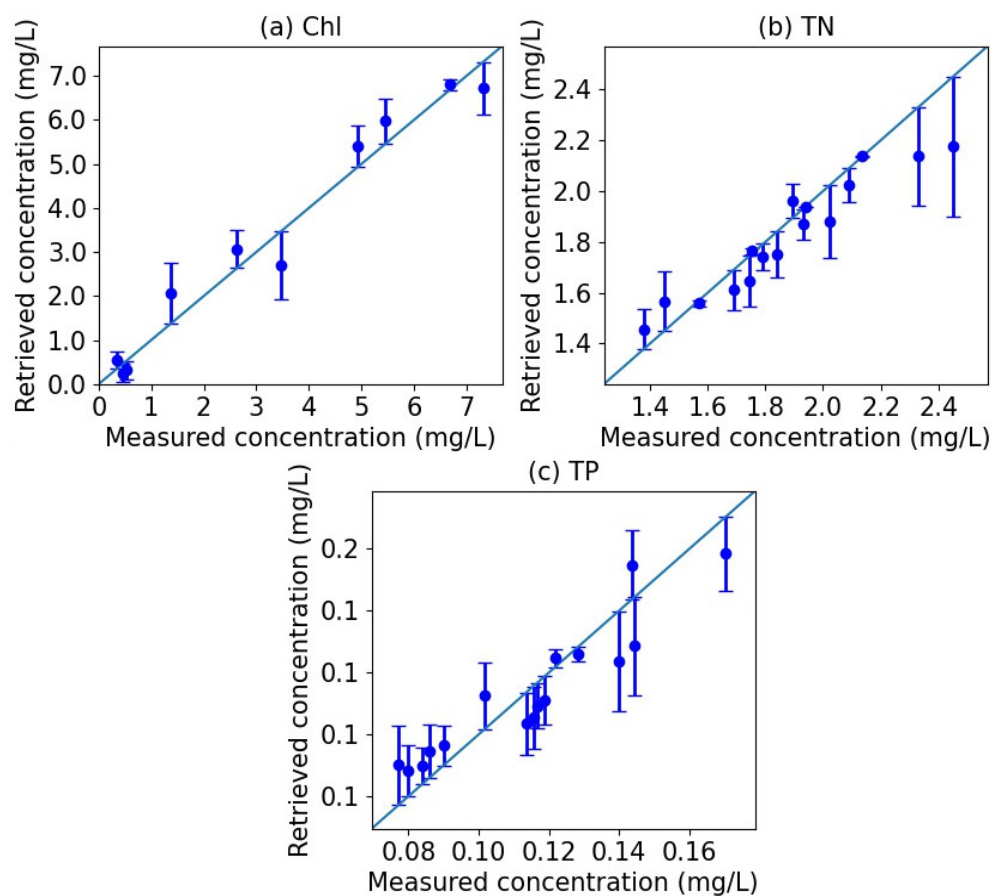 (a) Chl
Retrieved concentration (mg/L)
7.0
6.0
5.0
4.0
3.0
2.0
1.0
0.0
0 1 2 3 4 5 6 7
Measured concentration (mg/L)
(b) TN
Retrieved concentration (mg/L)
2.4
2.2
2.0
1.8
1.6
1.4
1.4 1.6 1.8 2.0 2.2 2.4
Measured concentration (mg/L)
(c) TP
Retrieved concentration (mg/L)
0.2
0.1
0.1
0.1
0.1
0.08 0.10 0.12 0.14 0.16
Measured concentration (mg/L)